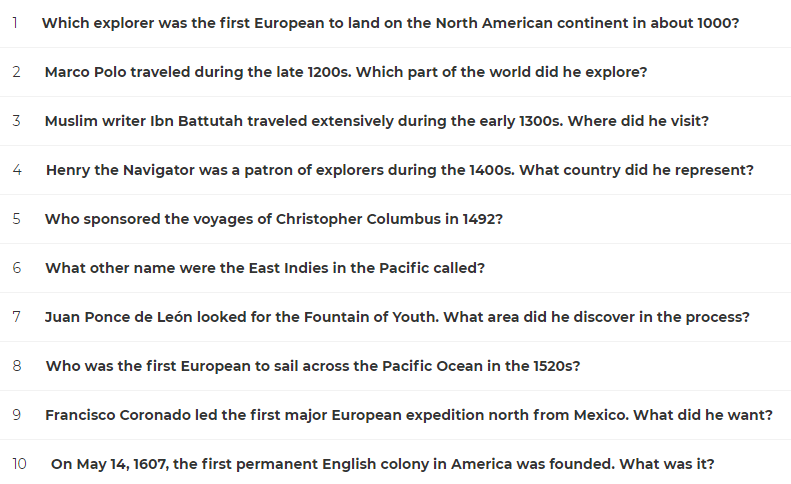 1 Which explorer was the first European to land on the North American continent in about 1000?
2 Marco Polo traveled during the late 1200s. Which part of the world did he explore?
3 Muslim writer Ibn Battutah traveled extensively during the early 1300s. Where did he visit?
4 Henry the Navigator was a patron of explorers during the 1400s. What country did he represent?
5 Who sponsored the voyages of Christopher Columbus in 1492?
6 What other name were the East Indies in the Pacific called?
7 Juan Ponce de León looked for the Fountain of Youth. What area did he discover in the process?
8 Who was the first European to sail across the Pacific Ocean in the 1520s?
9 Francisco Coronado led the first major European expedition north from Mexico. What did he want?
10 On May 14, 1607, the first permanent English colony in America was founded. What was it?